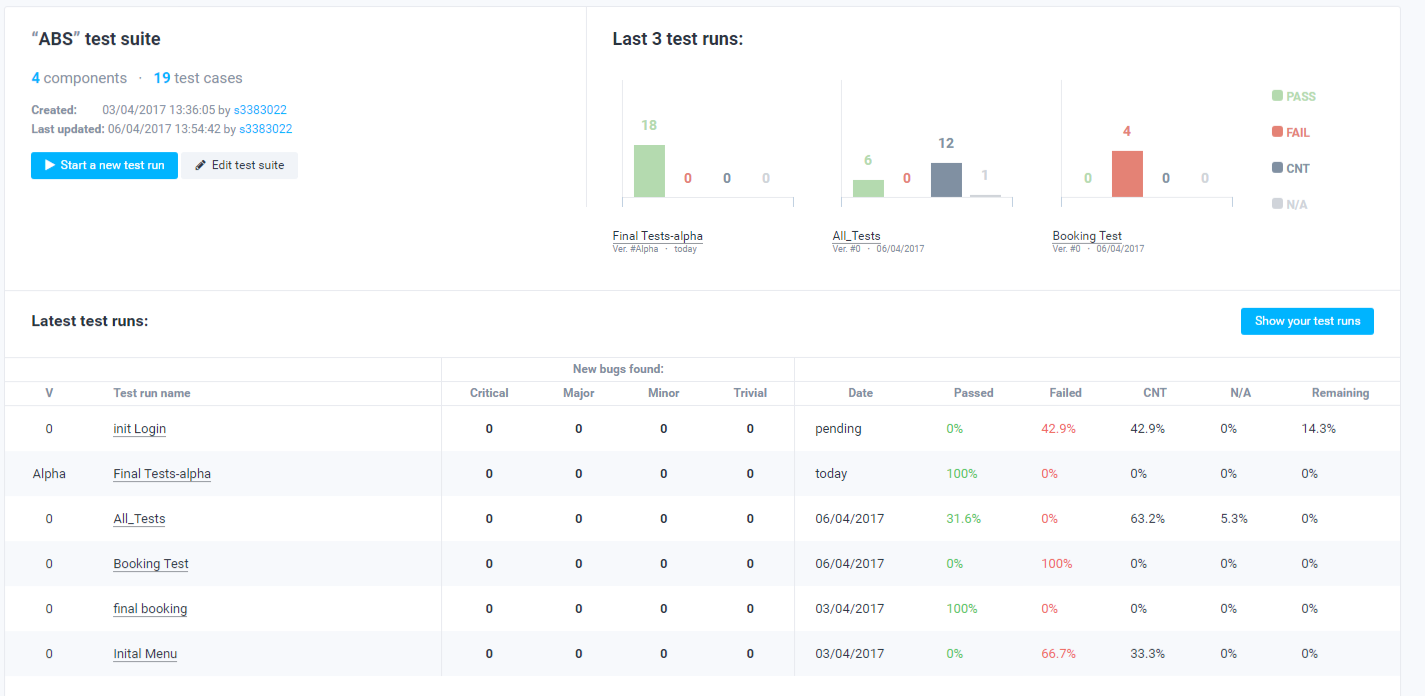 “ABS” test suite
4 components · 19 test cases
Created: 03/04/2017 13:36:05 by s3383022
Last updated: 06/04/2017 13:54:42 by s3383022
Start a new test run Edit test suite
Last 3 test runs:
18 0 0 0
Final Tests-alpha
Ver. #Alpha · today
6 0 12 1
All_Tests
Ver. #0 · 06/04/2017
0 4 0 0
Booking Test
Ver. #0 · 06/04/2017
PASS
FAIL
CNT
N/A
Latest test runs: Show your test runs
New bugs found:
V Test run name Critical Major Minor Trivial Date Passed Failed CNT N/A Remaining
0 init Login 0 0 0 0 pending 0% 42.9% 42.9% 0% 14.3%
Alpha Final Tests-alpha 0 0 0 0 today 100% 0% 0% 0% 0%
0 All_Tests 0 0 0 0 06/04/2017 31.6% 0% 63.2% 5.3% 0%
0 Booking Test 0 0 0 0 06/04/2017 0% 100% 0% 0% 0%
0 final booking 0 0 0 0 03/04/2017 100% 0% 0% 0% 0%
0 Inital Menu 0 0 0 0 03/04/2017 0% 66.7% 33.3% 0% 0%